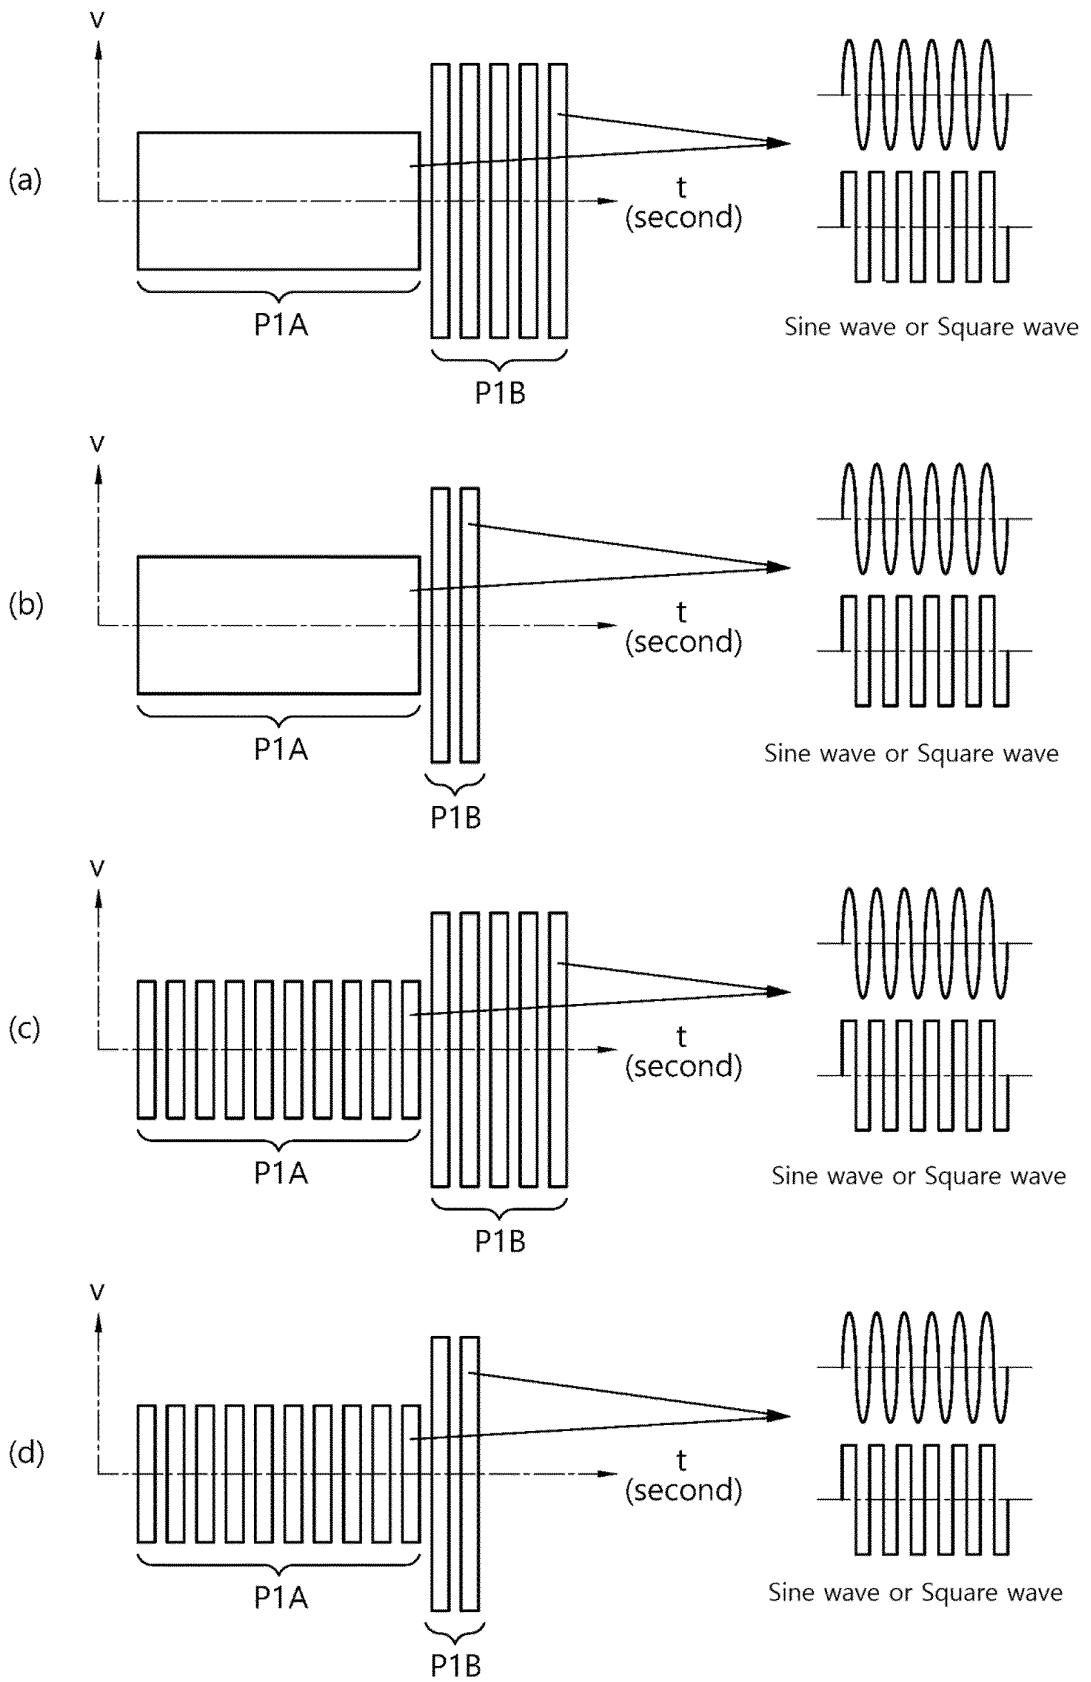 v
(a)
t
(second)
P1A
Sine wave or Square wave
P1B
v
(b)
t
(second)
P1A
Sine wave or Square wave
P1B
v
(c)
t
(second)
P1A
Sine wave or Square wave
P1B
v
(d)
t
(second)
P1A
Sine wave or Square wave
P1B